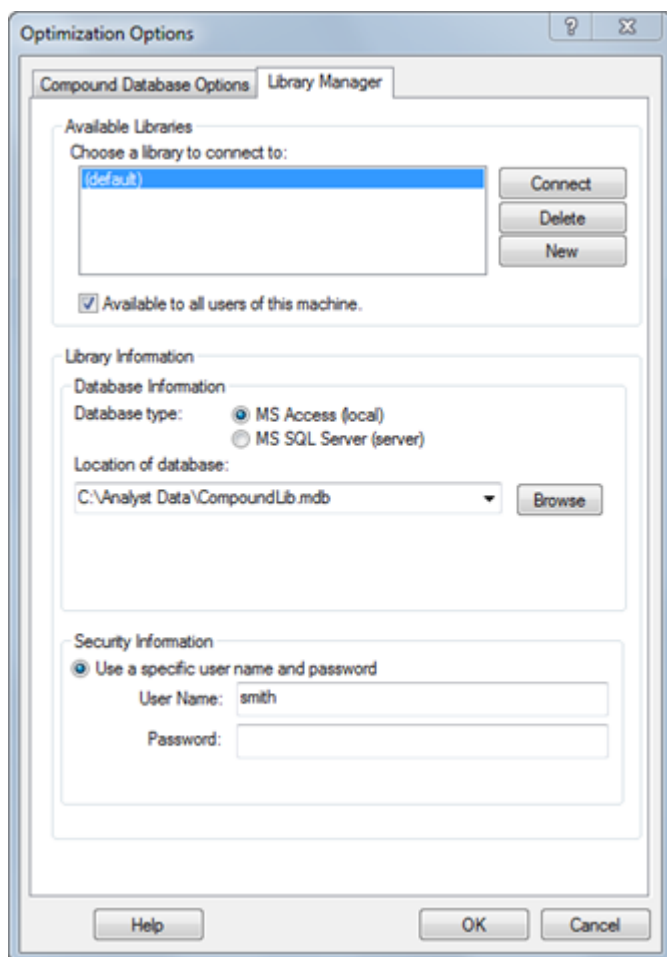 Optimization Options
Compound Database Options Library Manager
Available Libraries
Choose a library to connect to:
(default)
Connect
Delete
New
Available to all users of this machine.
Library Information
Database Information
Database type: MS Access (local)
MS SQL Server (server)
Location of database:
C:\Analyst Data\CompoundLib.mdb Browse
Security Information
Use a specific user name and password
User Name: smith
Password:
Help OK Cancel